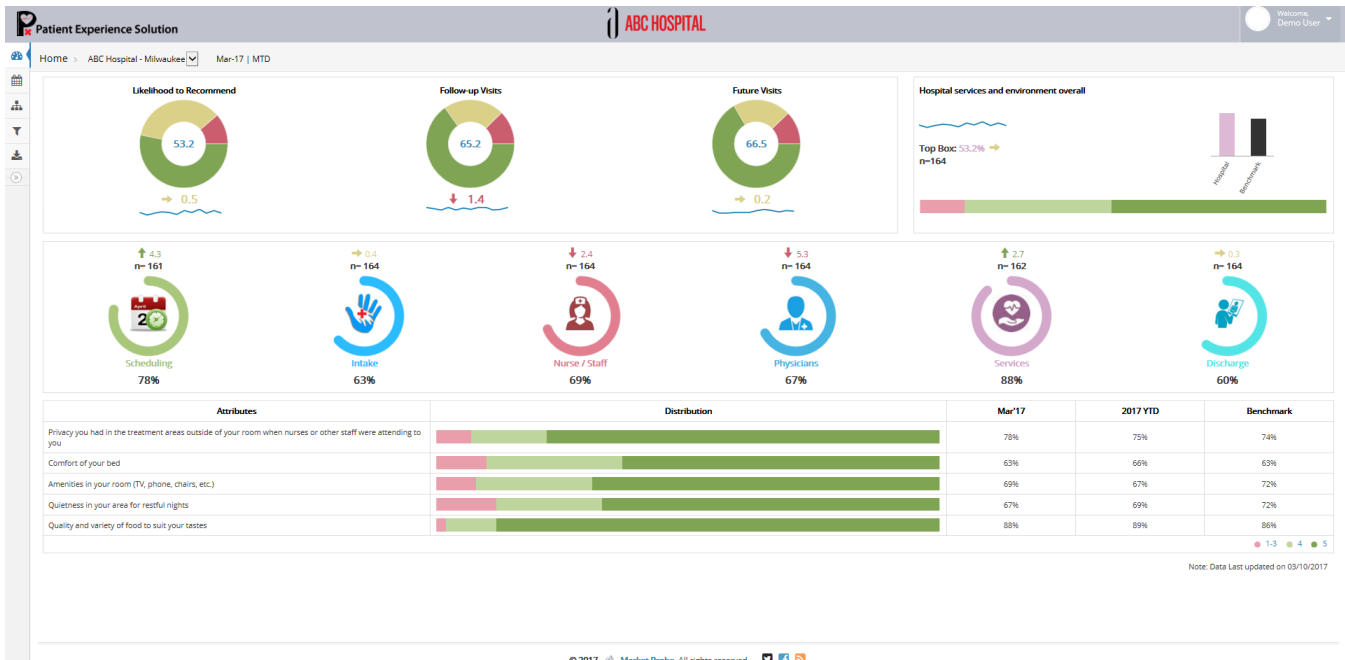 Patient Experience Solution
ABC HOSPITAL
Welcome,
Demo User
Home > ABC Hospital - Milwaukee Mar-17 | MTD
Likelihood to Recommend
Follow-up Visits
Future Visits
Hospital services and environment overall
53.2
65.2
66.5
Top Box: 53.2%
n=164
Hospital
Benchmark
0.5
1.4
0.2
4.3
0.4
2.4
5.3
2.7
0.3
n= 161
n= 164
n= 164
n= 164
n= 162
n= 164
April
Scheduling
Intake
Nurse / Staff
Physicians
Services
Discharge
78%
63%
69%
67%
88%
60%
Attributes Distribution Mar'17 2017 YTD Benchmark
Privacy you had in the treatment areas outside of your room when nurses or other staff were attending to
you
78% 75% 74%
Comfort of your bed 63% 66% 63%
Amenities in your room (TV, phone, chairs, etc.) 69% 67% 72%
Quietness in your area for restful nights 67% 69% 72%
Quality and variety of food to suit your tastes 88% 89% 86%
1-3 4 5
Note: Data Last updated on 03/10/2017
© 2017 Market Probe. All rights reserved.